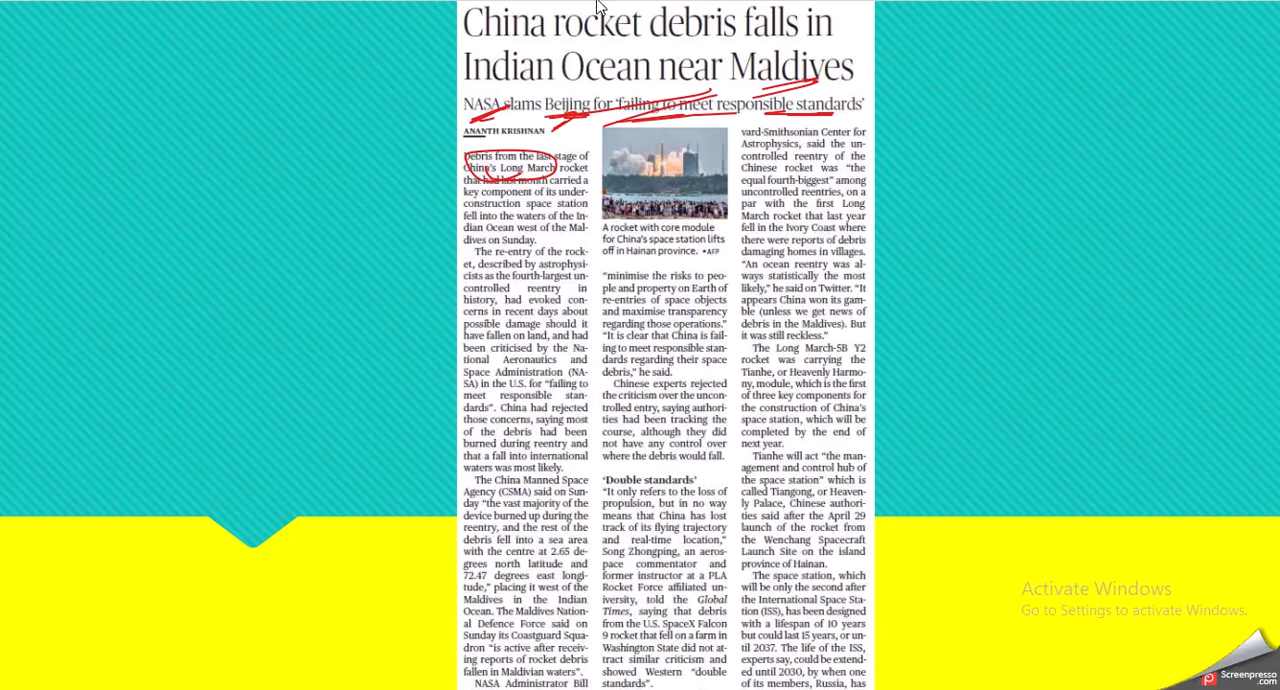 China rocket debris falls in
Indian Ocean near Maldives
NASA slams Beijing for ‘failing to meet responsible standards’
ANANTH KRISHNAN
Debris from the last stage of
China’s Long March rocket
that had last month carried a
key component of its under-
construction space station
fell into the waters of the In-
dian Ocean west of the Mal-
dives on Sunday.
The re-entry of the rock-
et, described by astrophysi-
cists as the fourth-largest un-
controlled reentry in
history, had evoked con-
cerns in recent days about
possible damage should it
have fallen on land, and had
been criticised by the Na-
tional Aeronautics and
Space Administration (NA-
SA) in the U.S. for “failing to
meet responsible stan-
dards”. China had rejected
those concerns, saying most
of the debris had been
burned during reentry and
that a fall into international
waters was most likely.
The China Manned Space
Agency (CSMA) said on Sun-
day “the vast majority of the
device burned up during the
reentry, and the rest of the
debris fell into a sea area
with the centre at 2.65 de-
grees north latitude and
72.47 degrees east longi-
tude,” placing it west of the
Maldives in the Indian
Ocean. The Maldives Nation-
al Defence Force said on
Sunday its Coastguard Squa-
dron “is active after receiv-
ing reports of rocket debris
fallen in Maldivian waters”.
NASA Administrator Bill
A rocket with core module
for China’s space station lifts
off in Hainan province. •AFP
“minimise the risks to peo-
ple and property on Earth of
re-entries of space objects
and maximise transparency
regarding those operations.”
“It is clear that China is fail-
ing to meet responsible stan-
dards regarding their space
debris,” he said.
Chinese experts rejected
the criticism over the uncon-
trolled entry, saying authori-
ties had been tracking the
course, although they did
not have any control over
where the debris would fall.
‘Double standards’
“It only refers to the loss of
propulsion, but in no way
means that China has lost
track of its flying trajectory
and real-time location,”
Song Zhongping, an aeros-
pace commentator and
former instructor at a PLA
Rocket Force affiliated un-
iversity, told the Global
Times, saying that debris
from the U.S. SpaceX Falcon
9 rocket that fell on a farm in
Washington State did not at-
tract similar criticism and
showed Western “double
standards”.
vard-Smithsonian Center for
Astrophysics, said the un-
controlled reentry of the
Chinese rocket was “the
equal fourth-biggest” among
uncontrolled reentries, on a
par with the first Long
March rocket that last year
fell in the Ivory Coast where
there were reports of debris
damaging homes in villages.
“An ocean reentry was al-
ways statistically the most
likely,” he said on Twitter. “It
appears China won its gam-
ble (unless we get news of
debris in the Maldives). But
it was still reckless.”
The Long March-5B Y2
rocket was carrying the
Tianhe, or Heavenly Harmo-
ny, module, which is the first
of three key components for
the construction of China’s
space station, which will be
completed by the end of
next year.
Tianhe will act “the man-
agement and control hub of
the space station” which is
called Tiangong, or Heaven-
ly Palace, Chinese authori-
ties said after the April 29
launch of the rocket from
the Wenchang Spacecraft
Launch Site on the island
province of Hainan.
The space station, which
will be only the second after
the International Space Sta-
tion (ISS), has been designed
with a lifespan of 10 years
but could last 15 years, or un-
til 2037. The life of the ISS,
experts say, could be extend-
ed until 2030, by when one
of its members, Russia, has
Activate Windows
Go to Settings to activate Windows.
Screenpresso
.com